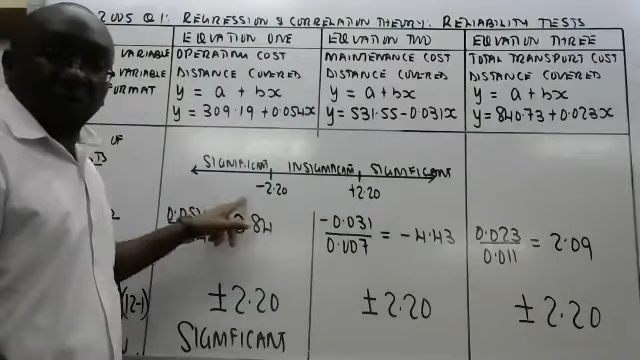 2005 Q1: REGRESSION & CORRELATION THEORY: RELIABILITY TESTS
EQUATION ONE EQUATION TWO EQUATION THREE
VARIABLE OPERATING COST MAINTENANCE COST TOTAL TRANSPORT COST
VARIABLE DISTANCE COVERED DISTANCE COVERED DISTANCE COVERED
FORMAT y = a + bx y = a + bx y = a + bx
y = 309.19 + 0.054x y = 531.55 - 0.031x y = 840.73 + 0.023x
OF
SIGNIFICANT INSIGNIFICANT SIGNIFICANT
-2.20 +2.20
-0.031
0.007 = -4.43
0.023
0.011 = 2.09
(12-1) ±2.20 ±2.20 ±2.20
SIGNIFICANT